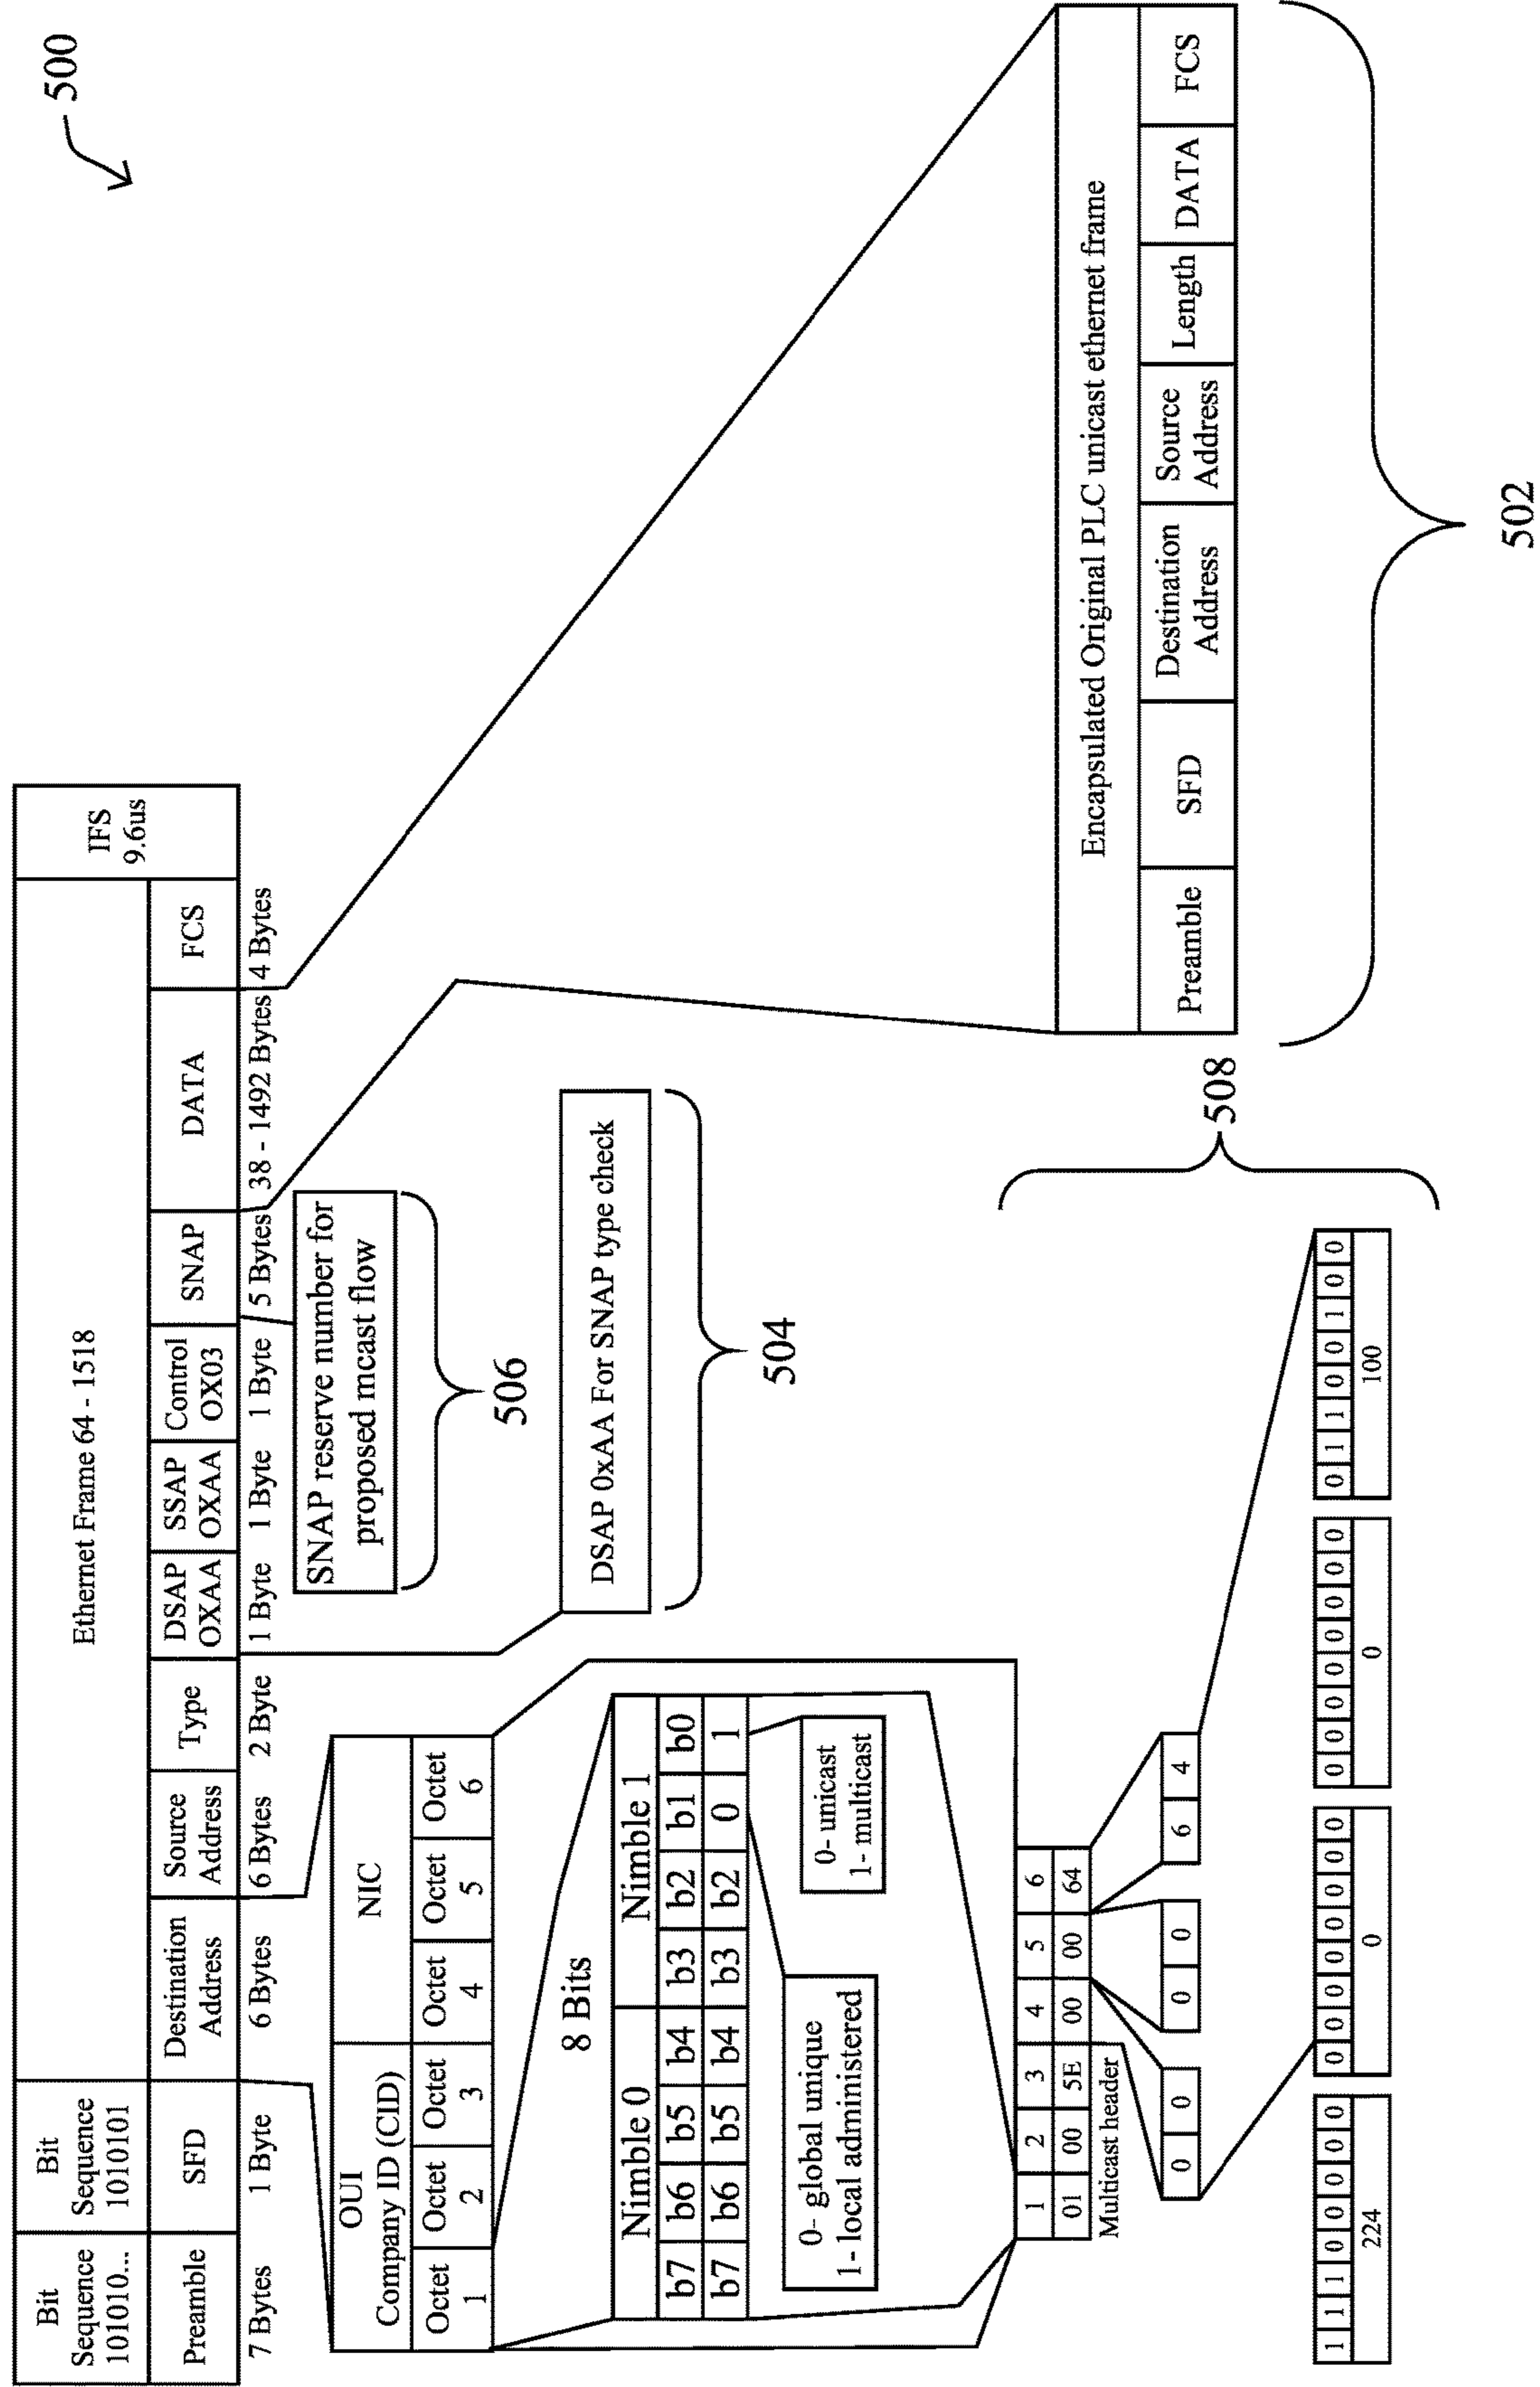 500
Bit
Sequence
101010...
Bit
Sequence
1010101
Ethernet Frame 64 - 1518
IFS
9.6us
Preamble
SFD
Destination
Address
Source
Address
Type
DSAP
OXAA
SSAP
OXAA
Control
OX03
SNAP
DATA
FCS
7 Bytes
1 Byte
6 Bytes
6 Bytes
2 Byte
1 Byte
1 Byte
1 Byte
5 Bytes
38 - 1492 Bytes
4 Bytes
OUI
Company ID (CID)
NIC
Octet
1
Octet
2
Octet
3
Octet
4
Octet
5
Octet
6
SNAP reserve number for
proposed mcast flow
506
DSAP 0xAA For SNAP type check
504
8 Bits
Nimble 0
Nimble 1
b7 b6 b5 b4 b3 b2 b1 b0
b7 b6 b5 b4 b3 b2 0 1
0- global unique
1- local administered
0- unicast
1- multicast
1 2 3 4 5 6
01 00 5E 00 00 64
Multicast header
0 0
0 0
6 4
1 1 1 0 0 0 0 0
224
0 0 0 0 0 0 0 0
0
0 0 0 0 0 0 0 0
0
0 1 1 0 0 1 0 0
100
508
Encapsulated Original PLC unicast ethernet frame
Preamble
SFD
Destination
Address
Source
Address
Length
DATA
FCS
502